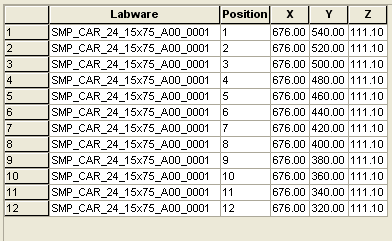 Labware Position X Y Z
1 SMP_CAR_24_15x75_A00_0001 1 676.00 540.00 111.10
2 SMP_CAR_24_15x75_A00_0001 2 676.00 520.00 111.10
3 SMP_CAR_24_15x75_A00_0001 3 676.00 500.00 111.10
4 SMP_CAR_24_15x75_A00_0001 4 676.00 480.00 111.10
5 SMP_CAR_24_15x75_A00_0001 5 676.00 460.00 111.10
6 SMP_CAR_24_15x75_A00_0001 6 676.00 440.00 111.10
7 SMP_CAR_24_15x75_A00_0001 7 676.00 420.00 111.10
8 SMP_CAR_24_15x75_A00_0001 8 676.00 400.00 111.10
9 SMP_CAR_24_15x75_A00_0001 9 676.00 380.00 111.10
10 SMP_CAR_24_15x75_A00_0001 10 676.00 360.00 111.10
11 SMP_CAR_24_15x75_A00_0001 11 676.00 340.00 111.10
12 SMP_CAR_24_15x75_A00_0001 12 676.00 320.00 111.10